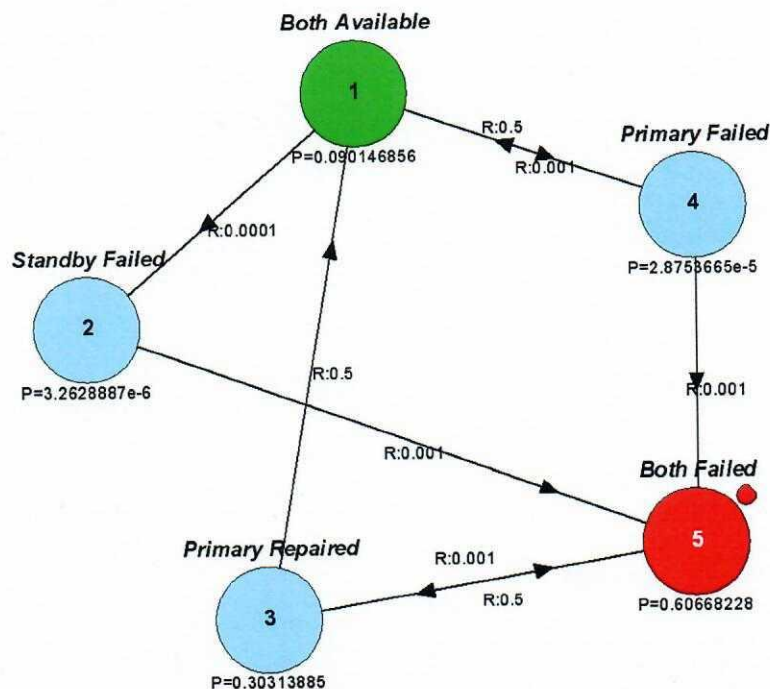 Both Available
1
P=0.090146856
R:0.5
R:0.001
Primary Failed
4
P=2.8753665e-5
R:0.0001
Standby Failed
2
P=3.2628887e-6
R:0.5
R:0.001
R:0.001
Both Failed
5
P=0.60668228
Primary Repaired
3
P=0.30313885
R:0.001
R:0.5